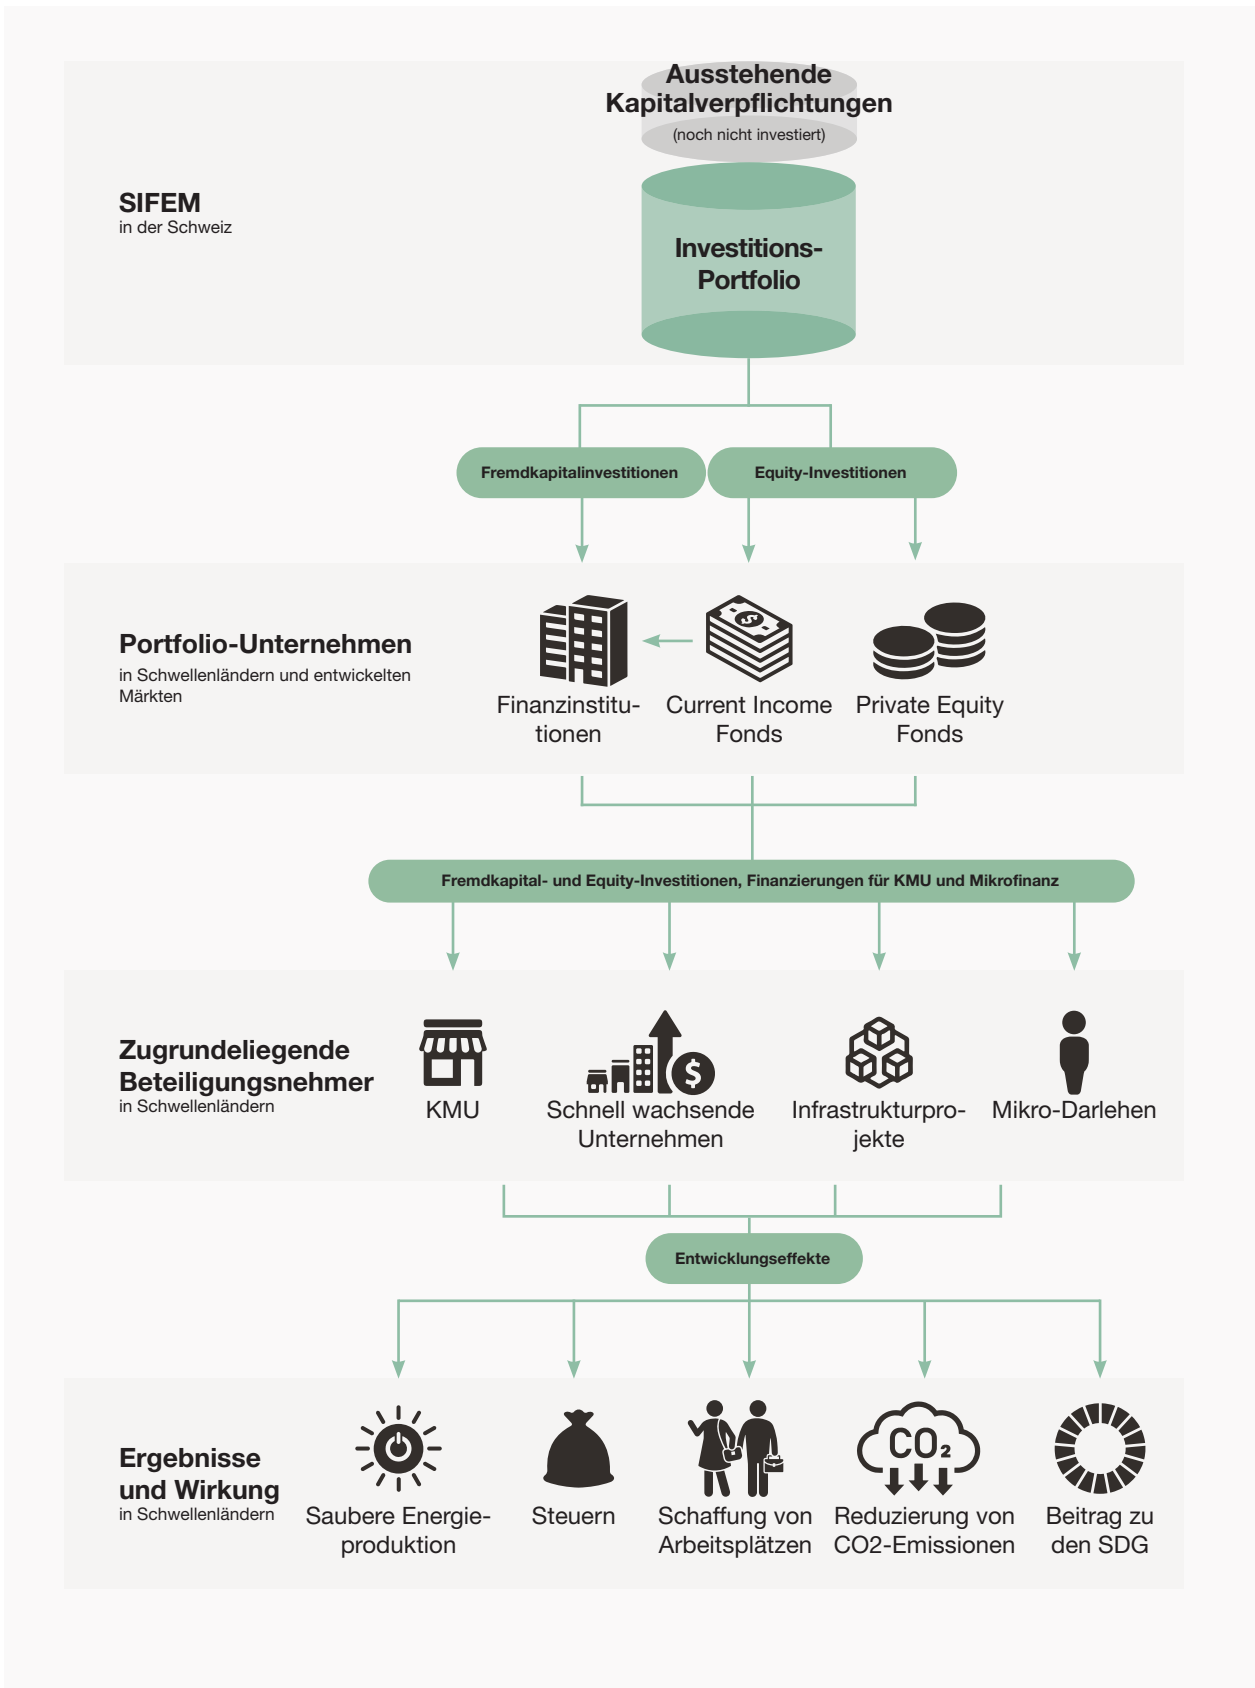 Ausstehende
Kapitalverpflichtungen
(noch nicht investiert)
SIFEM
in der Schweiz
Investitions-
Portfolio
Fremdkapitalinvestitionen
Equity-Investitionen
Portfolio-Unternehmen
in Schwellenländern und entwickelten
Märkten
Finanzinstitu-
tionen
Current Income
Fonds
Private Equity
Fonds
Fremdkapital- und Equity-Investitionen, Finanzierungen für KMU und Mikrofinanz
Zugrundeliegende
Beteiligungsnehmer
in Schwellenländern
$
KMU
Schnell wachsende
Unternehmen
Infrastrukturpro-
jekte
Mikro-Darlehen
Entwicklungseffekte
Ergebnisse
und Wirkung
in Schwellenländern
CO2
Saubere Energie-
produktion
Steuern
Schaffung von
Arbeitsplätzen
Reduzierung von
CO2-Emissionen
Beitrag zu
den SDG